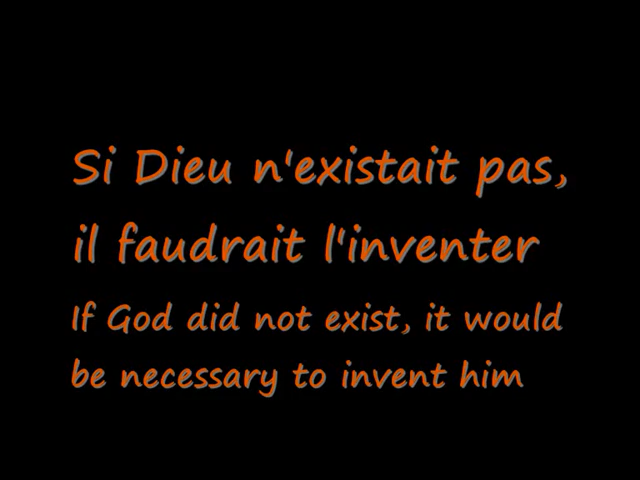 Si Dieu n'existait pas,
il faudrait l'inventer
If God did not exist, it would
be necessary to invent him